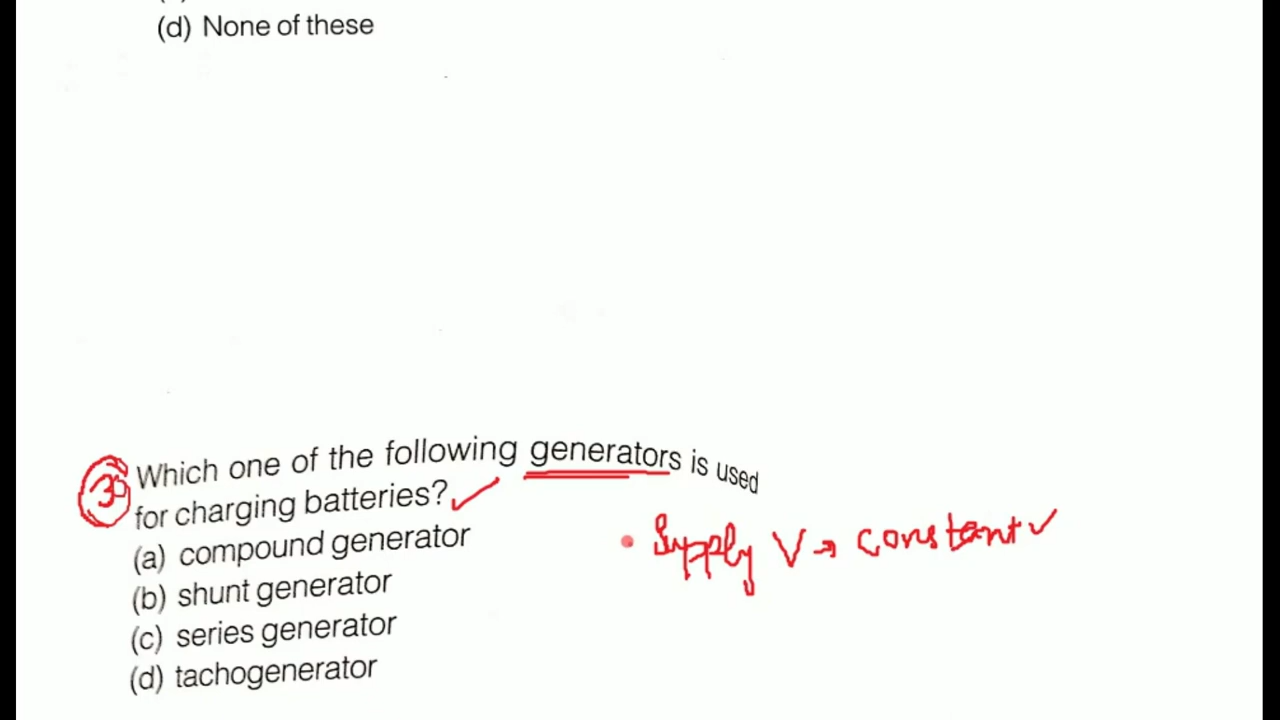 (d) None of these
3 Which one of the following generators is used
for charging batteries?
(a) compound generator
• Supply V → constant ✓
(b) shunt generator
(c) series generator
(d) tachogenerator